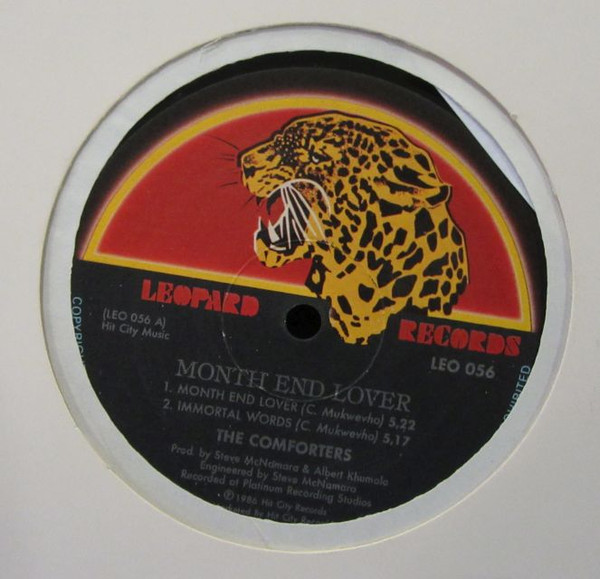 LEOPARD RECORDS
(LEO 056 A)
Hit City Music
LEO 056
MONTH END LOVER
1. MONTH END LOVER (C. Mukwevho) 5,22
2. IMMORTAL WORDS (C. Mukwevho) 5,17
THE COMFORTERS
Prod. by Steve McNamara & Albert Khumalo
Engineered by Steve McNamara
Recorded at Platinum Recording Studios
℗ 1986 Hit City Records
Hit City